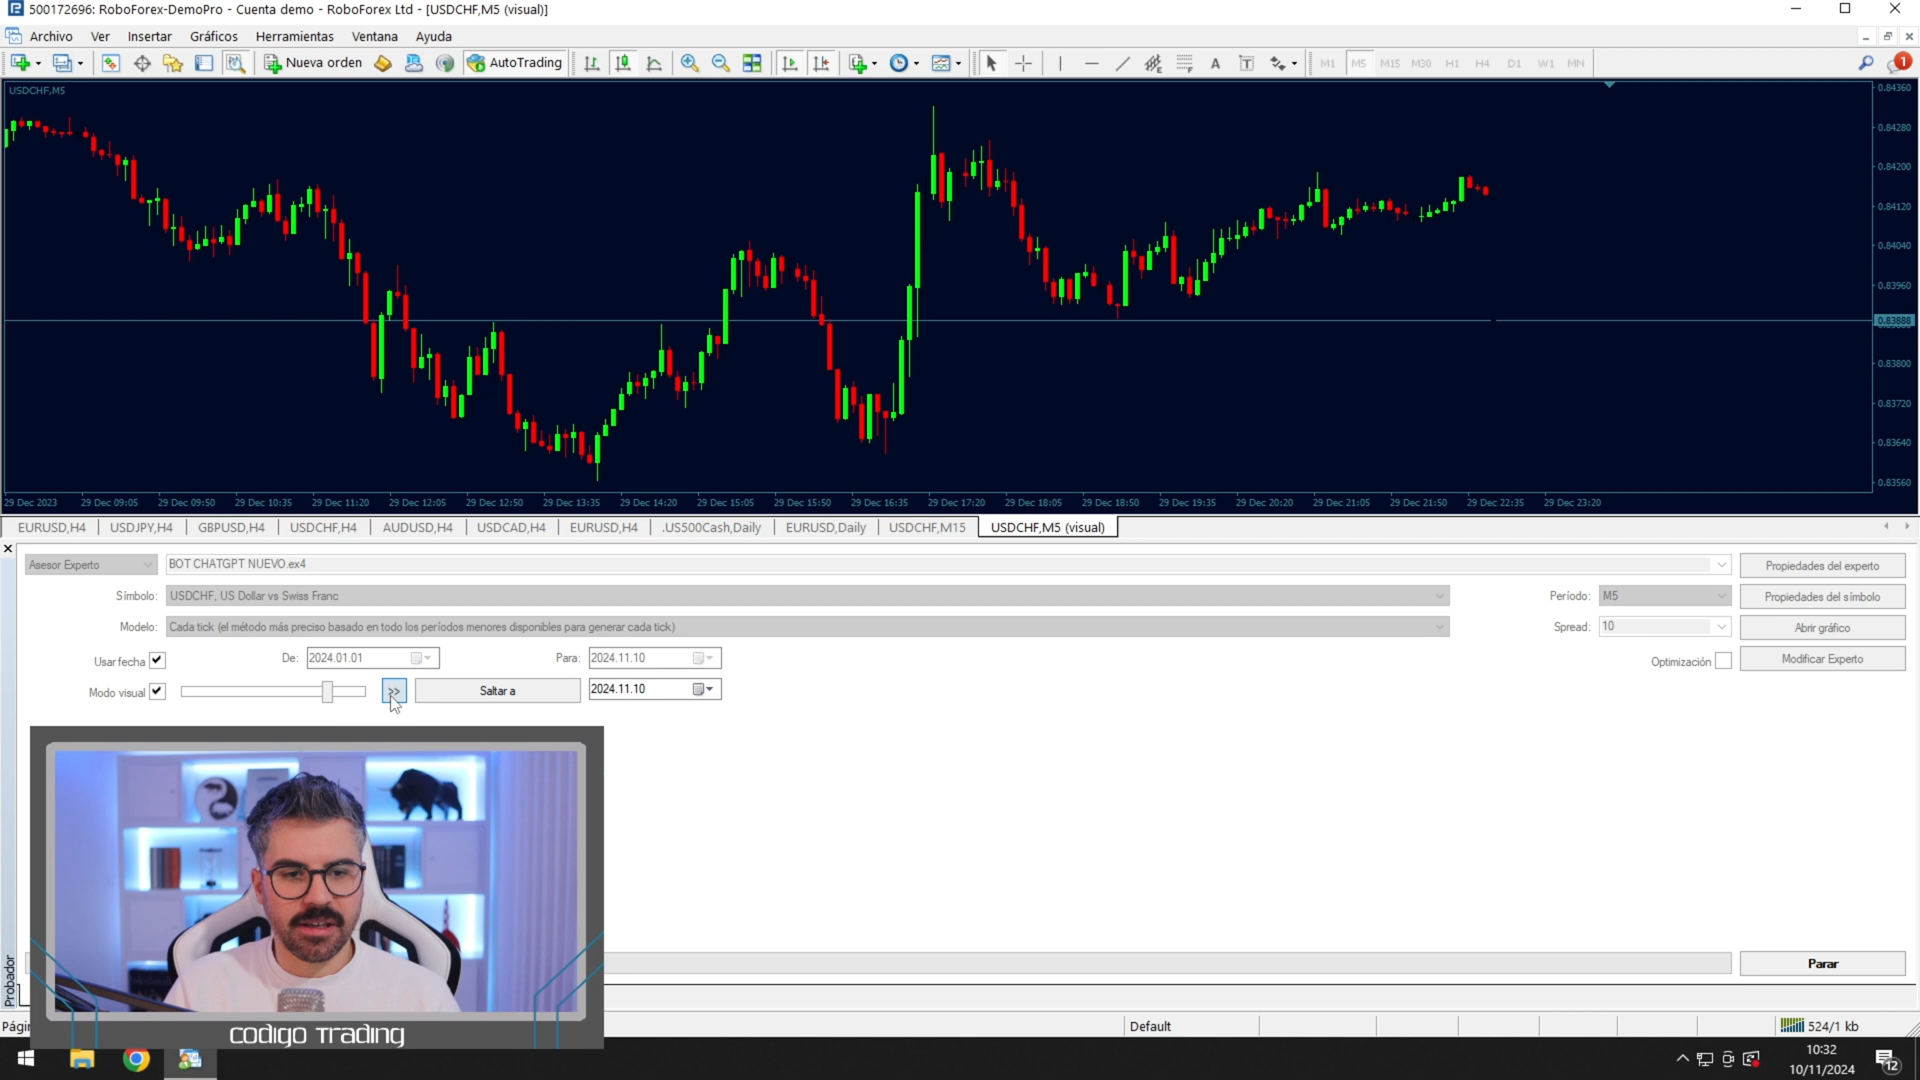 500172696: RoboForex-DemoPro - Cuenta demo - RoboForex Ltd - [USDCHF,M5 (visual)]
Archivo Ver Insertar Gráficos Herramientas Ventana Ayuda
Nueva orden AutoTrading A T M1 M5 M15 M30 H1 H4 D1 W1 MN 1
USDCHF,M5
0.84360
0.84280
0.84200
0.84120
0.84040
0.83960
0.83888
0.83800
0.83720
0.83640
0.83560
29 Dec 2023 29 Dec 09:05 29 Dec 09:50 29 Dec 10:35 29 Dec 11:20 29 Dec 12:05 29 Dec 12:50 29 Dec 13:35 29 Dec 14:20 29 Dec 15:05 29 Dec 15:50 29 Dec 16:35 29 Dec 17:20 29 Dec 18:05 29 Dec 18:50 29 Dec 19:35 29 Dec 20:20 29 Dec 21:05 29 Dec 21:50 29 Dec 22:35 29 Dec 23:20
EURUSD,H4 USDJPY,H4 GBPUSD,H4 USDCHF,H4 AUDUSD,H4 USDCAD,H4 EURUSD,H4 .US500Cash,Daily EURUSD,Daily USDCHF,M15 USDCHF,M5 (visual)
Asesor Experto BOT CHATGPT NUEVO.ex4 Propiedades del experto
Símbolo: USDCHF, US Dollar vs Swiss Franc Período: M5 Propiedades del símbolo
Modelo: Cada tick (el método más preciso basado en todo los períodos menores disponibles para generar cada tick) Spread: 10 Abrir gráfico
Usar fecha De: 2024.01.01 Para: 2024.11.10 Optimización Modificar Experto
Modo visual >> Saltar a 2024.11.10
Probador
Parar
CODIGO TRADING
Default 524/1 kb
10:32
10/11/2024
12